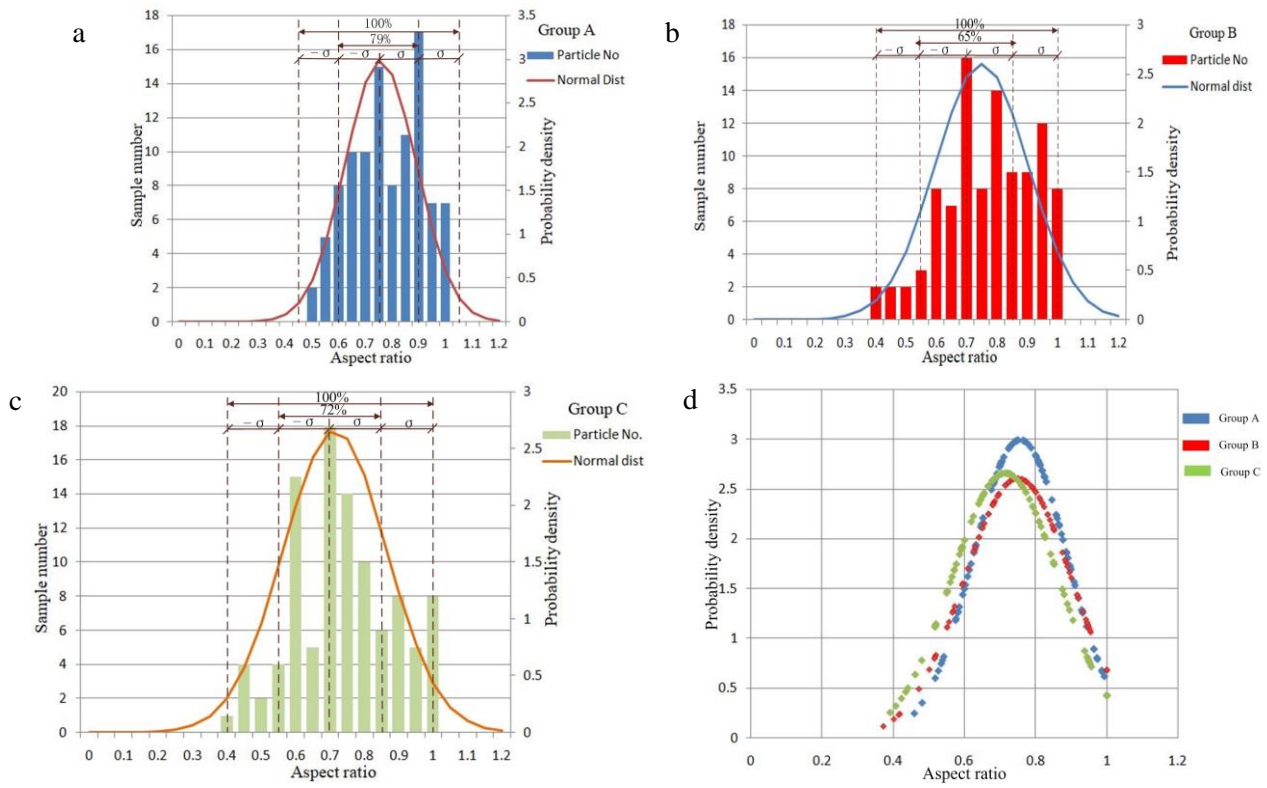 a
Group A
Particle No
Normal Dist
100%
79%
– σ – σ σ σ
Sample number
18
16
14
12
10
8
6
4
2
0
3.5
3
2.5
2
1.5
1
0.5
0
Probability density
0 0.1 0.2 0.3 0.4 0.5 0.6 0.7 0.8 0.9 1 1.1 1.2
Aspect ratio
b
Group B
Particle No
Normal dist
100%
65%
– σ – σ σ σ
Sample number
18
16
14
12
10
8
6
4
2
0
3
2.5
2
1.5
1
0.5
0
Probability density
0 0.1 0.2 0.3 0.4 0.5 0.6 0.7 0.8 0.9 1 1.1 1.2
Aspect ratio
c
Group C
Particle No.
Normal dist
100%
72%
– σ – σ σ σ
Sample number
20
18
16
14
12
10
8
6
4
2
0
3
2.5
2
1.5
1
0.5
0
Probability density
0 0.1 0.2 0.3 0.4 0.5 0.6 0.7 0.8 0.9 1 1.1 1.2
Aspect ratio
d
Group A
Group B
Group C
Probability density
3.5
3
2.5
2
1.5
1
0.5
0
0 0.2 0.4 0.6 0.8 1 1.2
Aspect ratio